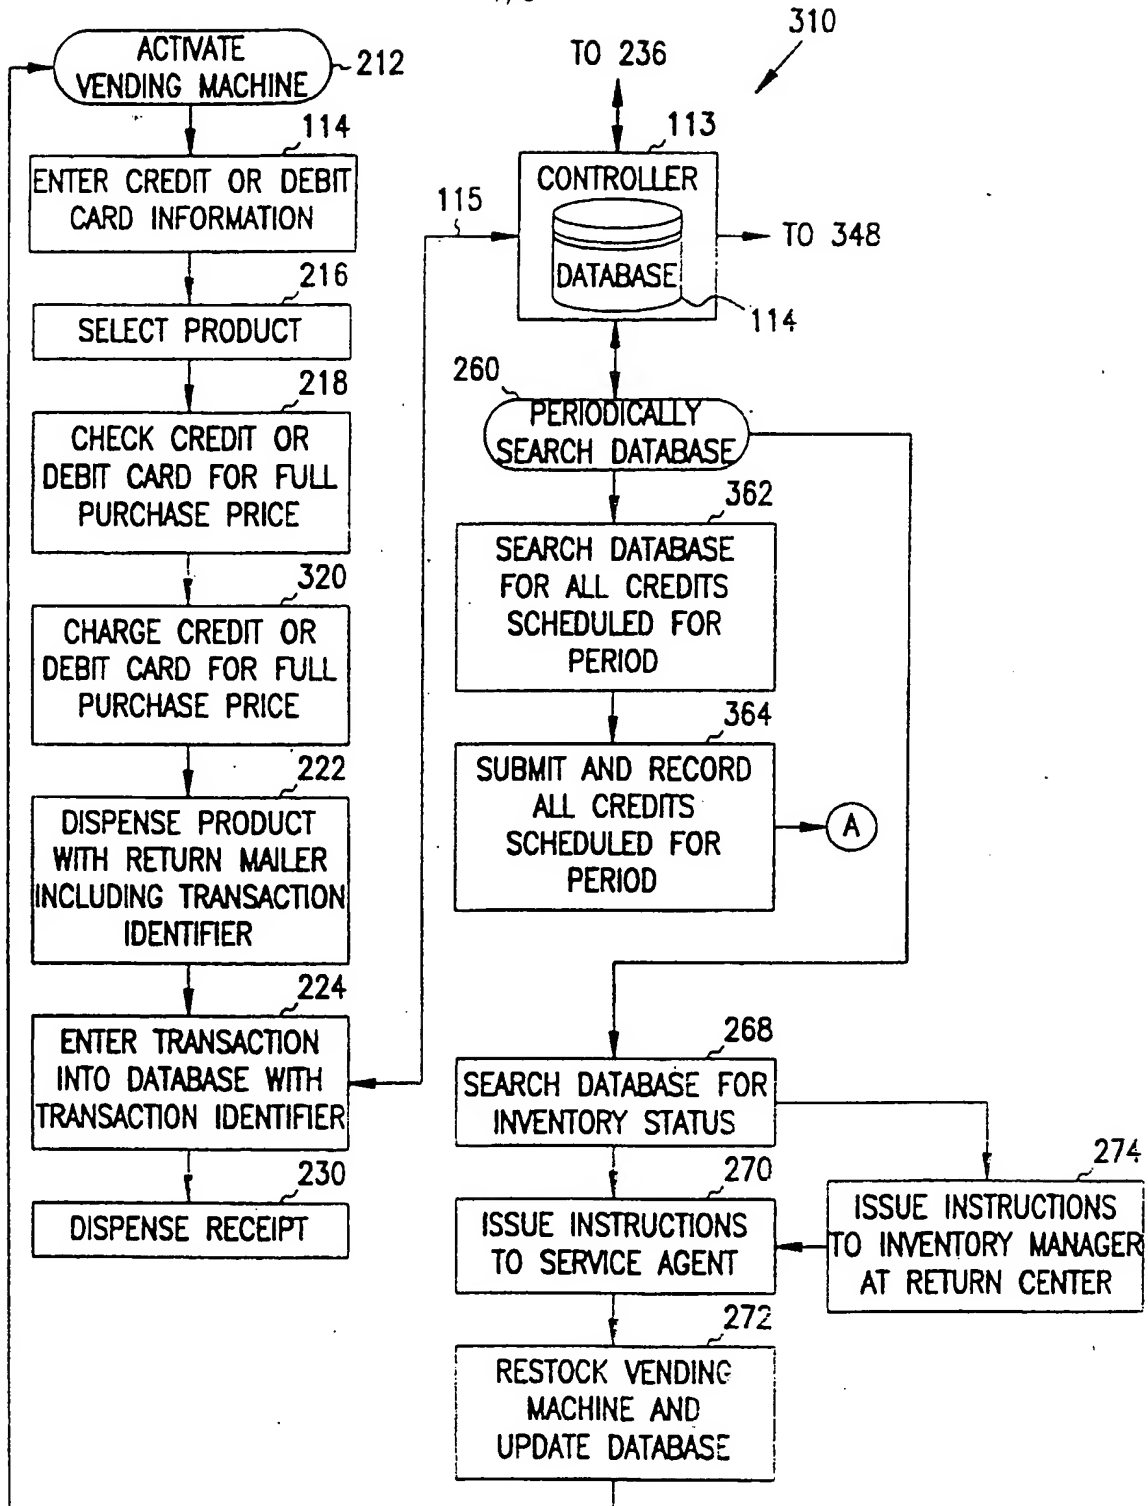 310
ACTIVATE
VENDING MACHINE
212
114
ENTER CREDIT OR DEBIT
CARD INFORMATION
216
SELECT PRODUCT
218
CHECK CREDIT OR
DEBIT CARD FOR FULL
PURCHASE PRICE
320
CHARGE CREDIT OR
DEBIT CARD FOR FULL
PURCHASE PRICE
222
DISPENSE PRODUCT
WITH RETURN MAILER
INCLUDING TRANSACTION
IDENTIFIER
224
ENTER TRANSACTION
INTO DATABASE WITH
TRANSACTION IDENTIFIER
230
DISPENSE RECEIPT
TO 236
113
CONTROLLER
115
DATABASE
114
TO 348
260
PERIODICALLY
SEARCH DATABASE
362
SEARCH DATABASE
FOR ALL CREDITS
SCHEDULED FOR
PERIOD
364
SUBMIT AND RECORD
ALL CREDITS
SCHEDULED FOR
PERIOD
A
268
SEARCH DATABASE FOR
INVENTORY STATUS
270
ISSUE INSTRUCTIONS
TO SERVICE AGENT
274
ISSUE INSTRUCTIONS
TO INVENTORY MANAGER
AT RETURN CENTER
272
RESTOCK VENDING
MACHINE AND
UPDATE DATABASE